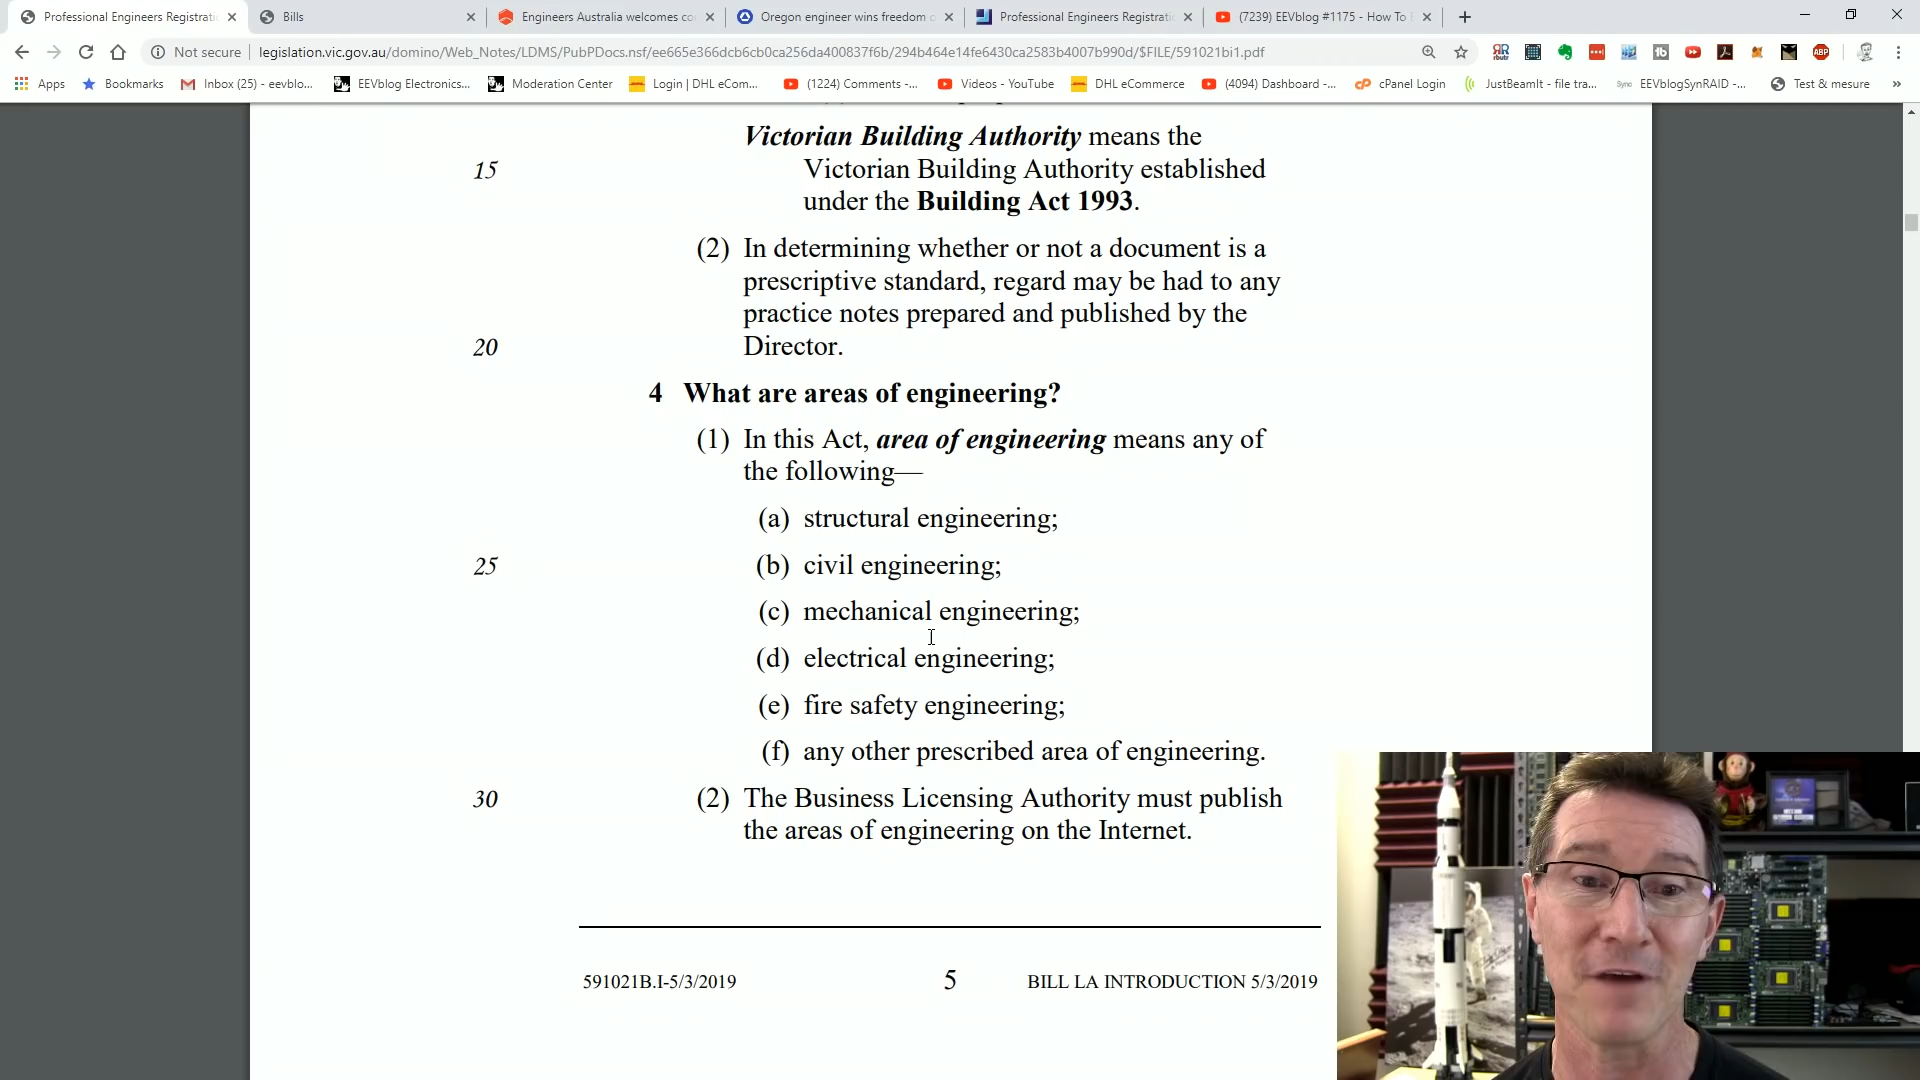 Professional Engineers Registrati
Bills
Engineers Australia welcomes co
Oregon engineer wins freedom o
Professional Engineers Registrati
(7239) EEVblog #1175 - How To
Not secure
legislation.vic.gov.au/domino/Web_Notes/LDMS/PubPDocs.nsf/ee665e366dcb6cb0ca256da400837f6b/294b464e14fe6430ca2583b4007b990d/$FILE/591021bi1.pdf
Apps
Bookmarks
Inbox (25) - eevblo...
EEVblog Electronics...
Moderation Center
Login | DHL eCom...
(1224) Comments -...
Videos - YouTube
DHL eCommerce
(4094) Dashboard -...
cPanel Login
JustBeamIt - file tra...
EEVblogSynRAID -...
Test & mesure
Victorian Building Authority means the
15 Victorian Building Authority established
under the Building Act 1993.
(2) In determining whether or not a document is a
prescriptive standard, regard may be had to any
practice notes prepared and published by the
20 Director.
4 What are areas of engineering?
(1) In this Act, area of engineering means any of
the following—
(a) structural engineering;
25 (b) civil engineering;
(c) mechanical engineering;
(d) electrical engineering;
(e) fire safety engineering;
(f) any other prescribed area of engineering.
30 (2) The Business Licensing Authority must publish
the areas of engineering on the Internet.
591021B.I-5/3/2019
5
BILL LA INTRODUCTION 5/3/2019